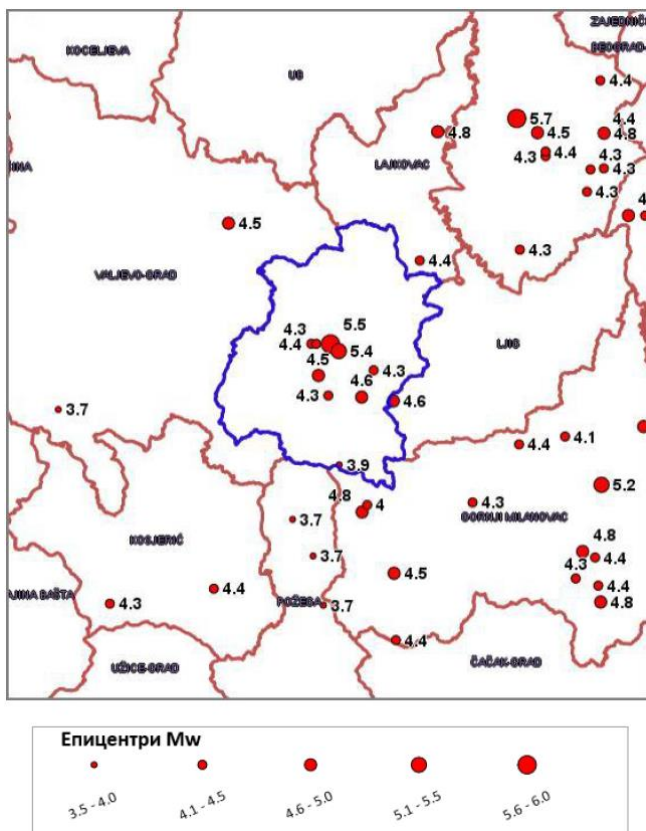 ZAJEDNIČ
BEOGRAD-
KOCELJEVA
UB
4.4
5.7
4.4
4.8
4.5
4.8
4.3
4.4
4.3
LAJKOVAC
4.3
4.3
4.5
4
4.3
VALJEVO-GRAD
4.4
4.3
5.5
LJIG
4.4
5.4
4.5
4.3
4.6
4.3
4.6
3.7
4.4
4.1
3.9
5.2
4.8
4
4.3
3.7
GORNJI MILANOVAC
KOSJERIĆ
4.8
3.7
4.4
4.3
4.5
4.4
4.4
AJINA BAŠTA
4.3
POŽEGA
3.7
4.8
4.4
UŽICE-GRAD
ČAČAK-GRAD
Епицентри Mw
3.5 - 4.0
4.1 - 4.5
4.6 - 5.0
5.1 - 5.5
5.6 - 6.0